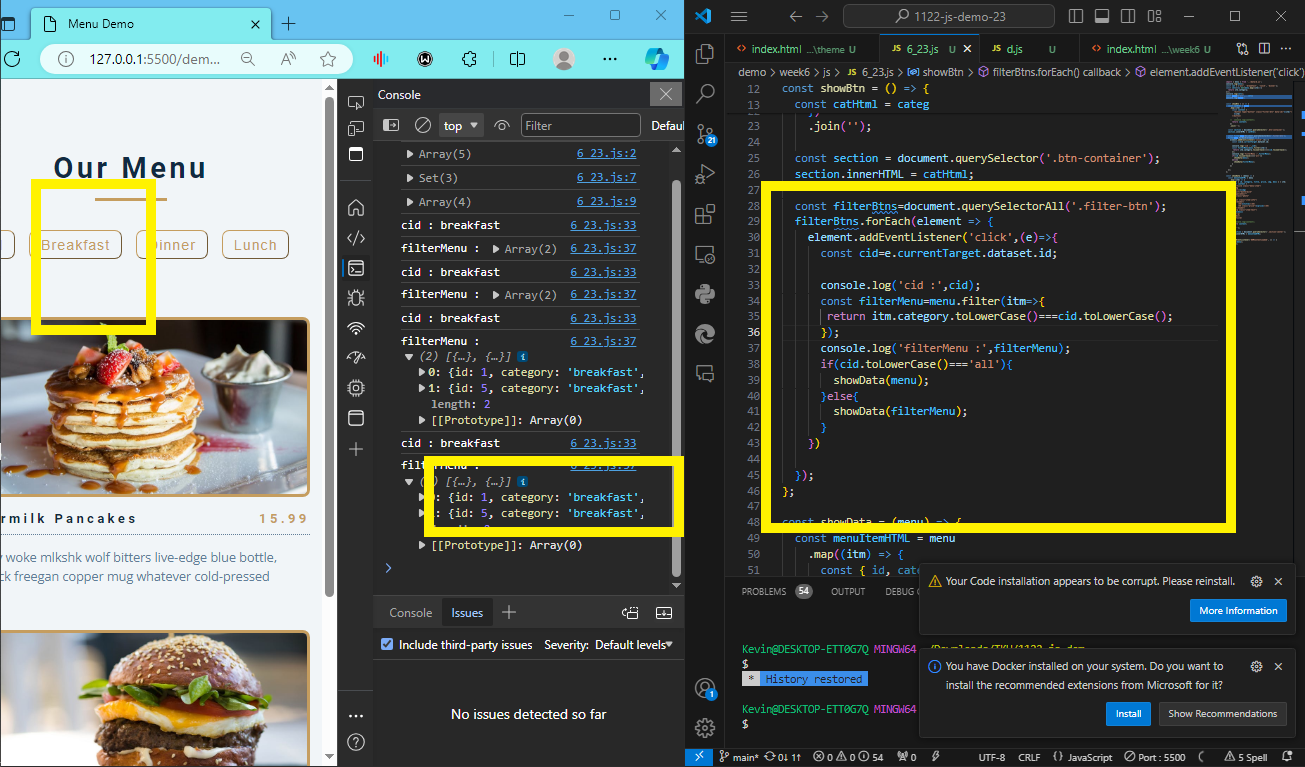 Menu Demo
127.0.0.1:5500/dem...
Our Menu
Breakfast
Dinner
Lunch
rmilk Pancakes
15.99
woke mlkshk wolf bitters live-edge blue bottle,
ck freegan copper mug whatever cold-pressed
Console
top
Filter
Defau
Array(5)
6_23.js:2
Set(3)
6_23.js:7
Array(4)
6_23.js:9
cid : breakfast
filterMenu :
Array(2)
6_23.js:37
cid : breakfast
6_23.js:33
filterMenu :
Array(2)
6_23.js:37
cid : breakfast
6_23.js:33
filterMenu :
6_23.js:37
(2) [{…}, {…}]
0: {id: 1, category: 'breakfast',
1: {id: 5, category: 'breakfast',
length: 2
[[Prototype]]: Array(0)
cid : breakfast
6_23.js:33
[{…}, {…}]
: {id: 1, category: 'breakfast',
: {id: 5, category: 'breakfast',
[[Prototype]]: Array(0)
Console
Issues
Include third-party issues
Severity:
Default levels
No issues detected so far
1122-js-demo-23
index.html ...\theme U
6_23.js U
d.js U
index.html ...\week6 U
demo > week6 > js > JS 6_23.js > showBtn > filterBtns.forEach() callback > element.addEventListener('click')
12 const showBtn = () => {
13 const catHtml = categ
23 .join('');
24
25 const section = document.querySelector('.btn-container');
26 section.innerHTML = catHtml;
27
28 const filterBtns=document.querySelectorAll('.filter-btn');
29 filterBtns.forEach(element => {
30 element.addEventListener('click',(e)=>{
31 const cid=e.currentTarget.dataset.id;
32
33 console.log('cid :',cid);
34 const filterMenu=menu.filter(itm=>{
35 return itm.category.toLowerCase()===cid.toLowerCase();
36 });
37 console.log('filterMenu :',filterMenu);
38 if(cid.toLowerCase()==='all'){
39 showData(menu);
40 }else{
41 showData(filterMenu);
42 }
43 })
44
45 });
46 };
47
48 const showData = (menu) => {
49 const menuItemHTML = menu
50 .map((itm) => {
51 const { id, cate
PROBLEMS 54 OUTPUT DEBUG
Your Code installation appears to be corrupt. Please reinstall.
More Information
Kevin@DESKTOP-ETT0G7Q MINGW64
$
* History restored
You have Docker installed on your system. Do you want to
install the recommended extensions from Microsoft for it?
Install
Show Recommendations
Kevin@DESKTOP-ETT0G7Q MINGW64
$
21
1
main* 0↓ 1↑ 0 0 54 0
UTF-8 CRLF {} JavaScript Port : 5500 5 Spell